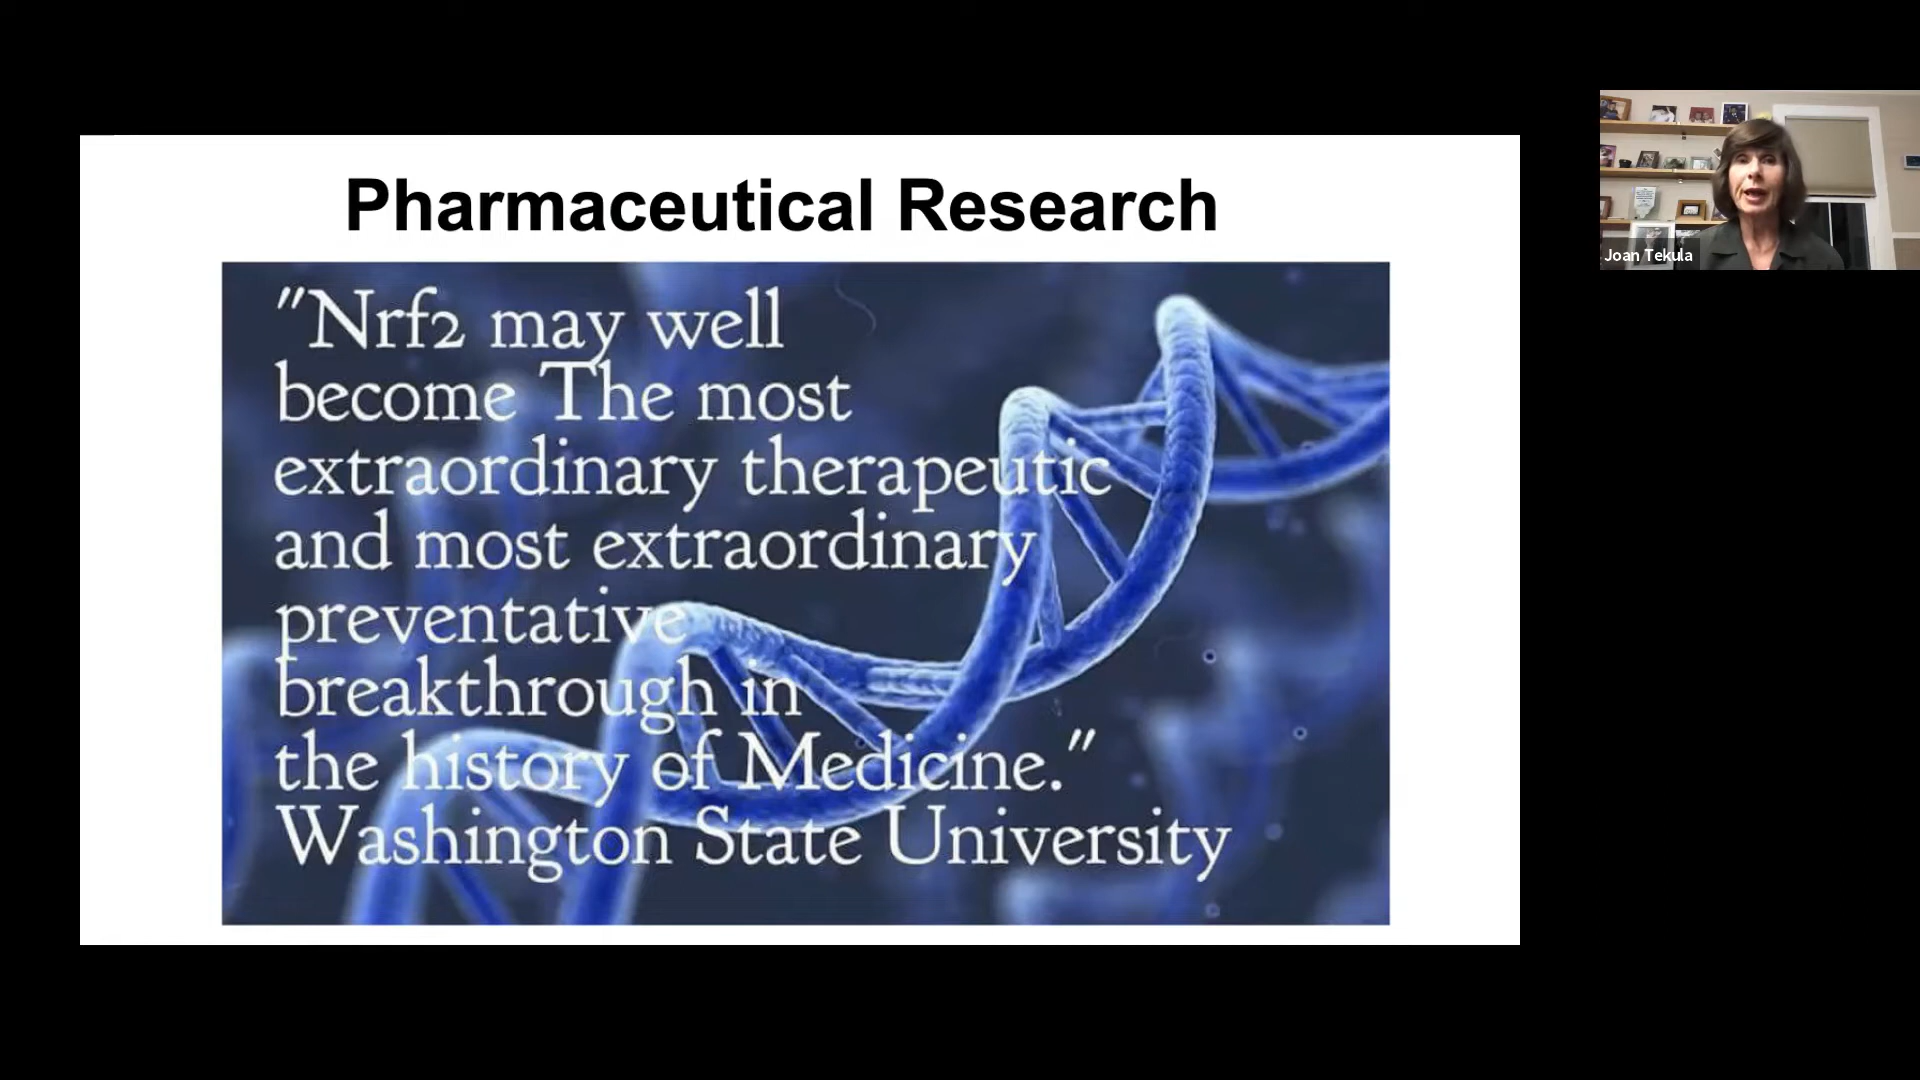 Pharmaceutical Research
"Nrf2 may well
become The most
extraordinary therapeutic
and most extraordinary
preventative
breakthrough in
the history of Medicine."
Washington State University
Joan Tekula